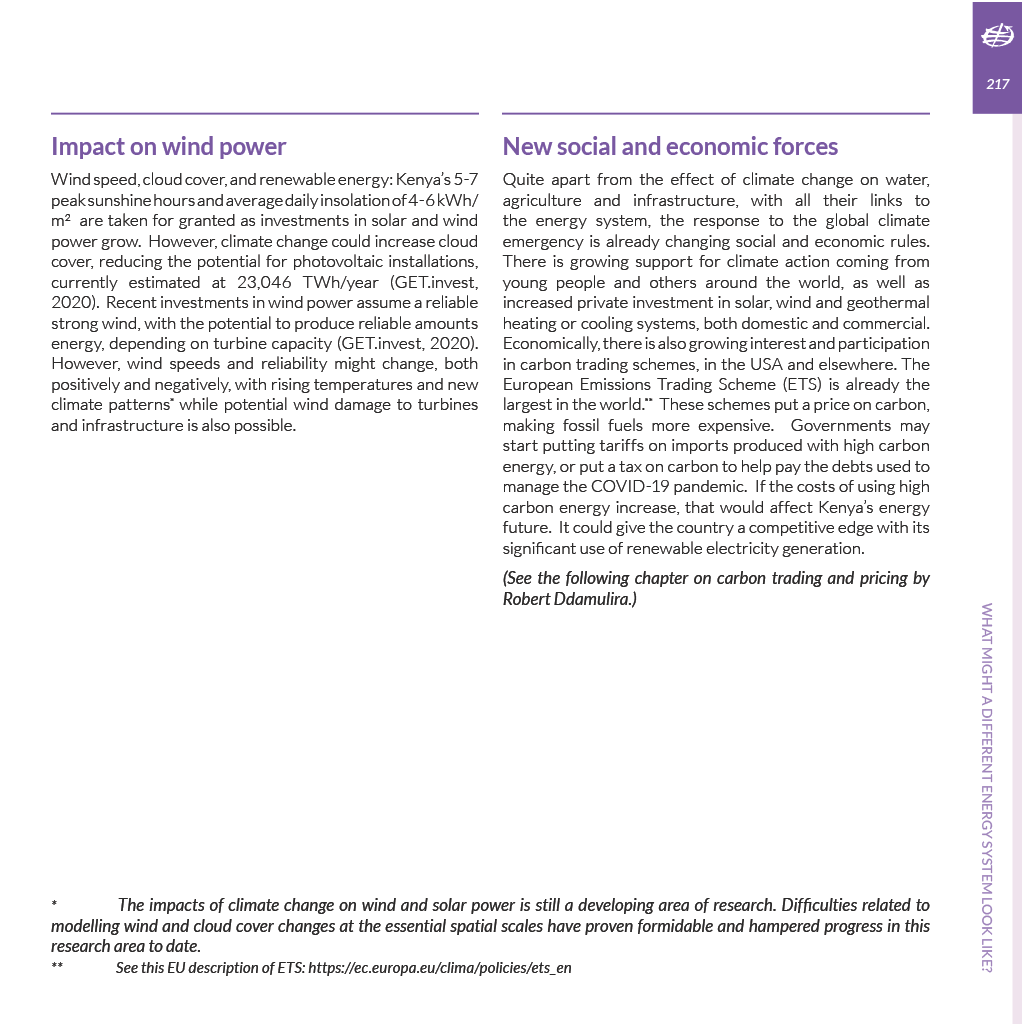 217
Impact on wind power
Wind speed, cloud cover, and renewable energy: Kenya’s 5-7
peak sunshine hours and average daily insolation of 4-6 kWh/
m² are taken for granted as investments in solar and wind
power grow. However, climate change could increase cloud
cover, reducing the potential for photovoltaic installations,
currently estimated at 23,046 TWh/year (GET.invest,
2020). Recent investments in wind power assume a reliable
strong wind, with the potential to produce reliable amounts
energy, depending on turbine capacity (GET.invest, 2020).
However, wind speeds and reliability might change, both
positively and negatively, with rising temperatures and new
climate patterns* while potential wind damage to turbines
and infrastructure is also possible.
New social and economic forces
Quite apart from the effect of climate change on water,
agriculture and infrastructure, with all their links to
the energy system, the response to the global climate
emergency is already changing social and economic rules.
There is growing support for climate action coming from
young people and others around the world, as well as
increased private investment in solar, wind and geothermal
heating or cooling systems, both domestic and commercial.
Economically, there is also growing interest and participation
in carbon trading schemes, in the USA and elsewhere. The
European Emissions Trading Scheme (ETS) is already the
largest in the world.** These schemes put a price on carbon,
making fossil fuels more expensive. Governments may
start putting tariffs on imports produced with high carbon
energy, or put a tax on carbon to help pay the debts used to
manage the COVID-19 pandemic. If the costs of using high
carbon energy increase, that would affect Kenya’s energy
future. It could give the country a competitive edge with its
significant use of renewable electricity generation.
(See the following chapter on carbon trading and pricing by
Robert Ddamulira.)
WHAT MIGHT A DIFFERENT ENERGY SYSTEM LOOK LIKE?
* The impacts of climate change on wind and solar power is still a developing area of research. Difficulties related to
modelling wind and cloud cover changes at the essential spatial scales have proven formidable and hampered progress in this
research area to date.
** See this EU description of ETS: https://ec.europa.eu/clima/policies/ets_en